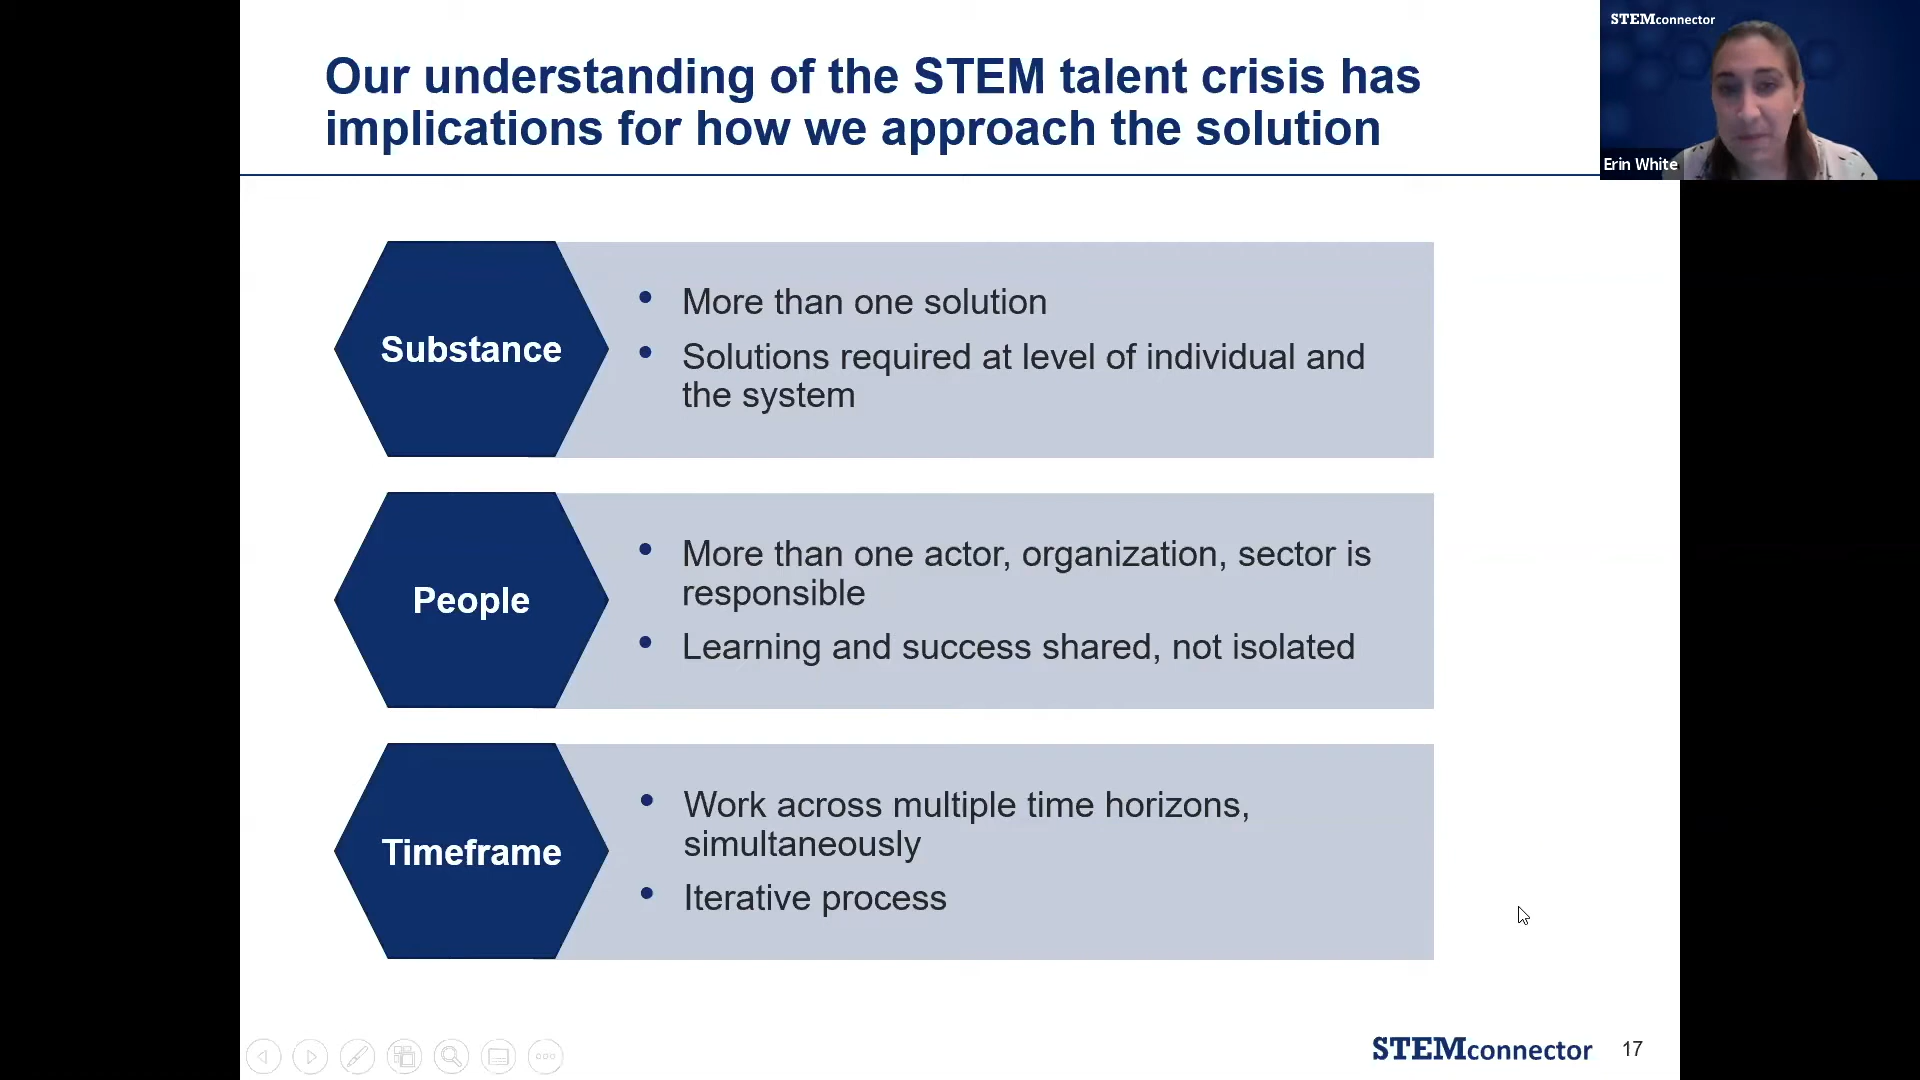 Our understanding of the STEM talent crisis has
implications for how we approach the solution
STEMconnector
Erin White
Substance
• More than one solution
• Solutions required at level of individual and
the system
People
• More than one actor, organization, sector is
responsible
• Learning and success shared, not isolated
Timeframe
• Work across multiple time horizons,
simultaneously
• Iterative process
STEMconnector
17